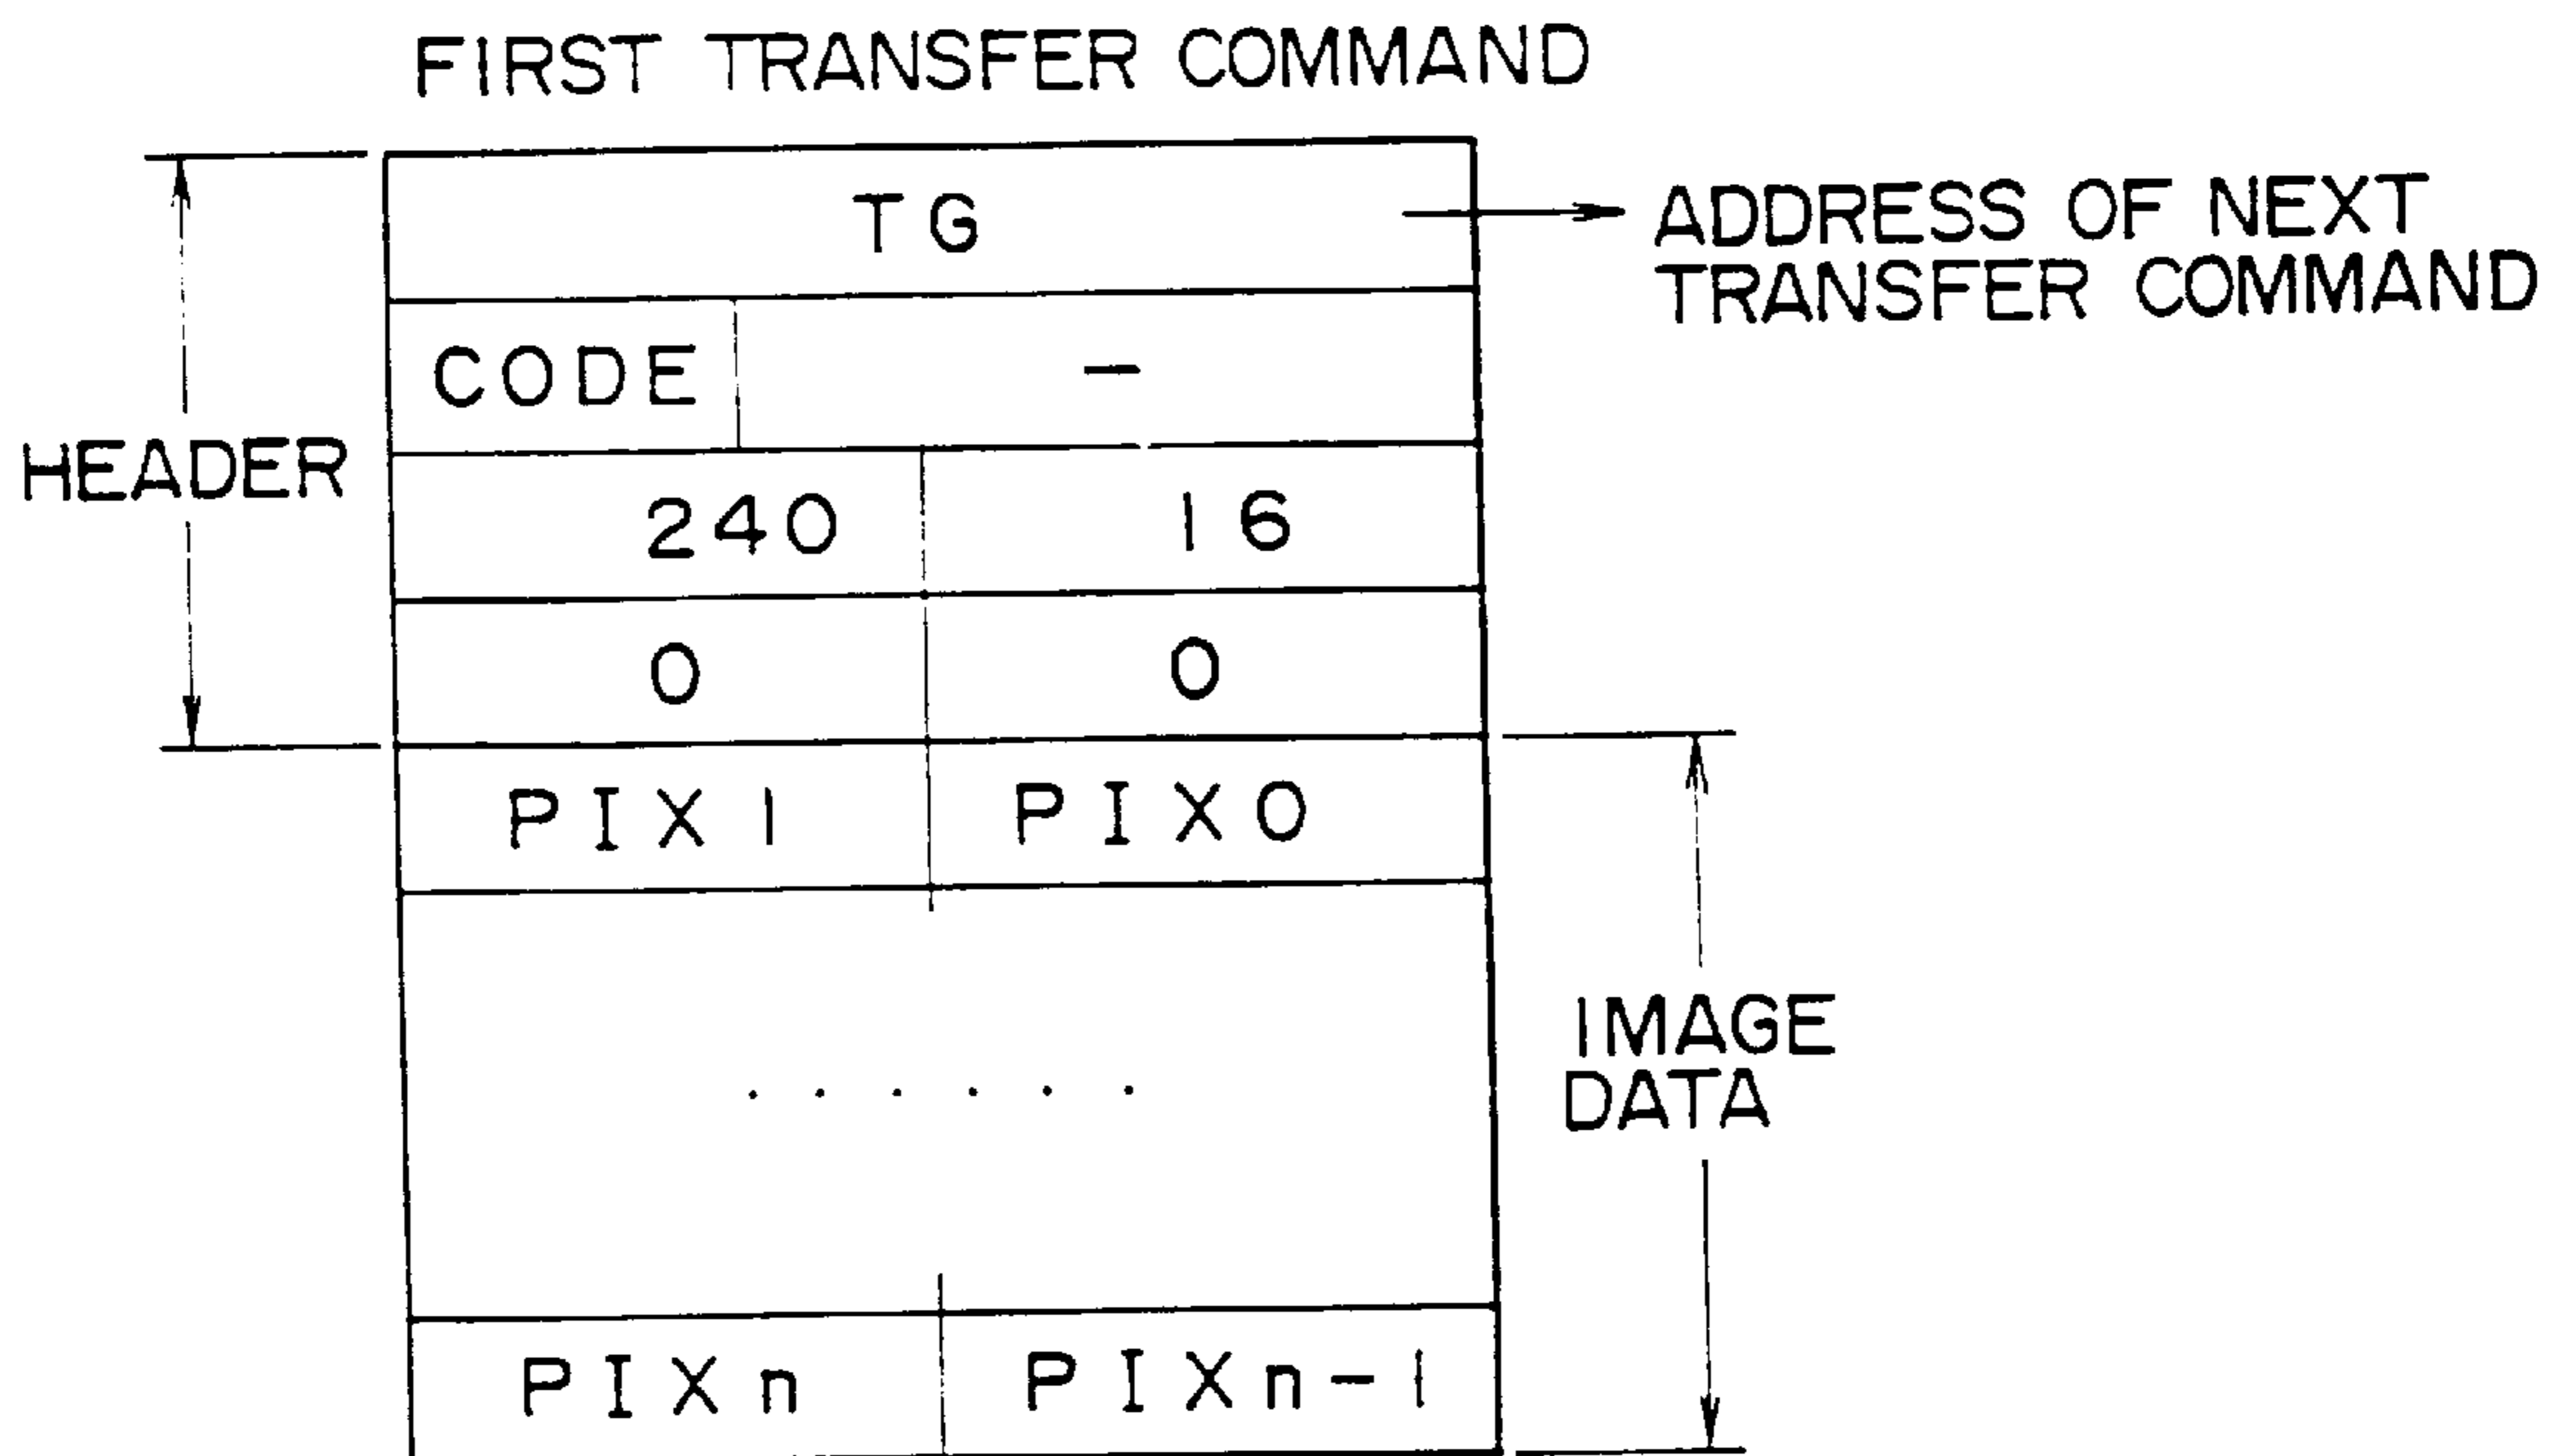 FIRST TRANSFER COMMAND
TG
ADDRESS OF NEXT
TRANSFER COMMAND
CODE -
HEADER
240 16
0 0
PIX1 PIX0
IMAGE
DATA
......
PIXn PIXn-1